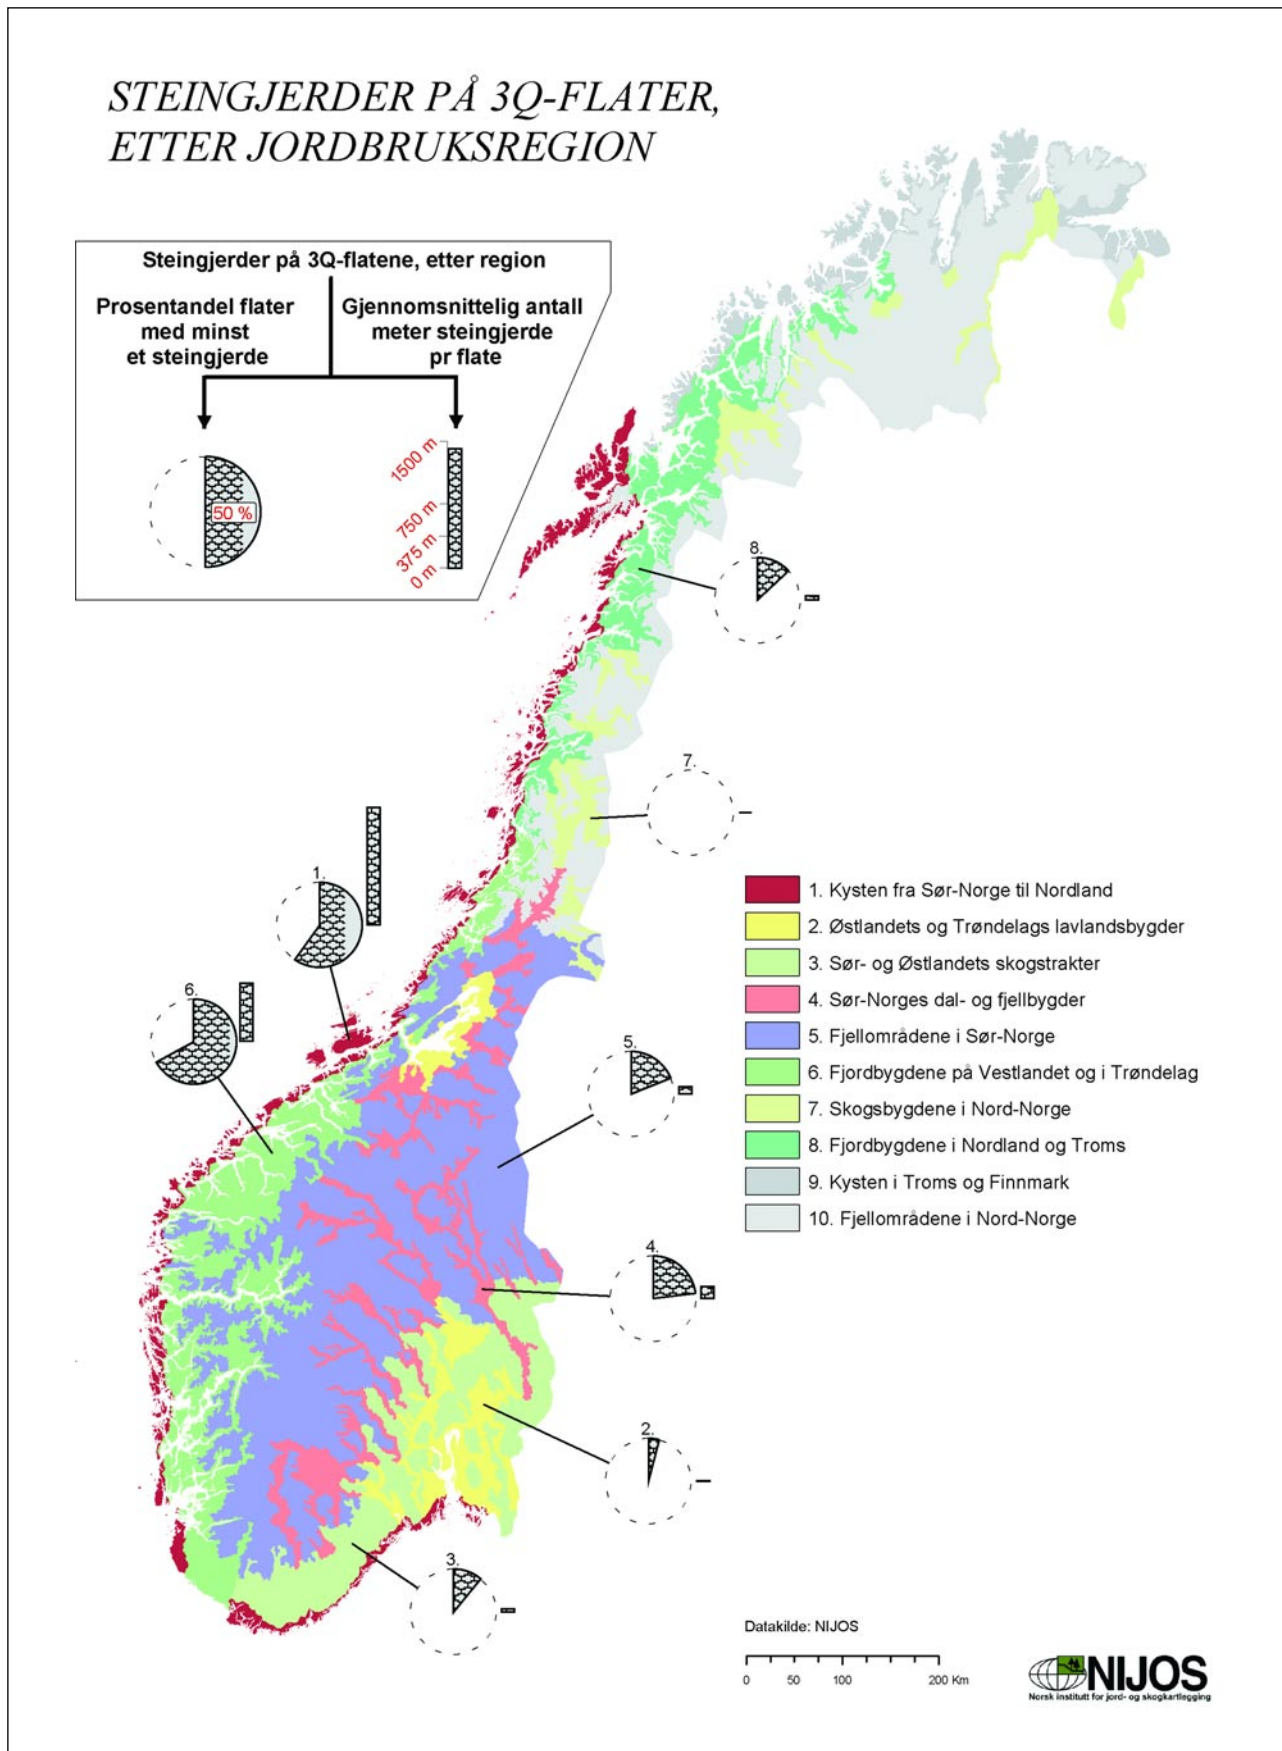 STEINGJERDER PÅ 3Q-FLATER,
ETTER JORDBRUKSREGION
Steingjerder på 3Q-flatene, etter region
Prosentandel flater
med minst
et steingjerde
Gjennomsnittelig antall
meter steingjerde
pr flate
50 %
1500 m
750 m
375 m
0 m
8.
7.
1.
6.
5.
4.
2.
3.
1. Kysten fra Sør-Norge til Nordland
2. Østlandets og Trøndelags lavlandsbygder
3. Sør- og Østlandets skogstrakter
4. Sør-Norges dal- og fjellbygder
5. Fjellområdene i Sør-Norge
6. Fjordbygdene på Vestlandet og i Trøndelag
7. Skogsbygdene i Nord-Norge
8. Fjordbygdene i Nordland og Troms
9. Kysten i Troms og Finnmark
10. Fjellområdene i Nord-Norge
Datakilde: NIJOS
0 50 100 200 Km
NIJOS
Norsk institutt for jord- og skogkartlegging